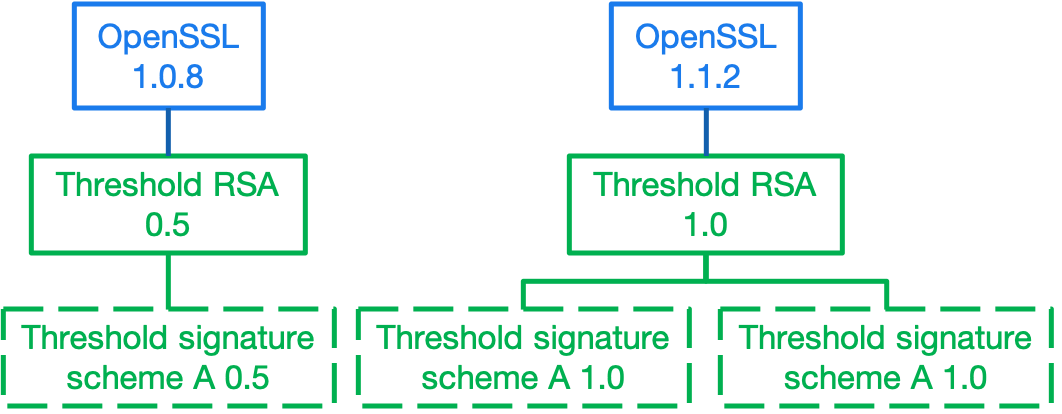 OpenSSL
1.0.8
OpenSSL
1.1.2
Threshold RSA
0.5
Threshold RSA
1.0
Threshold signature
scheme A 0.5
Threshold signature
scheme A 1.0
Threshold signature
scheme A 1.0